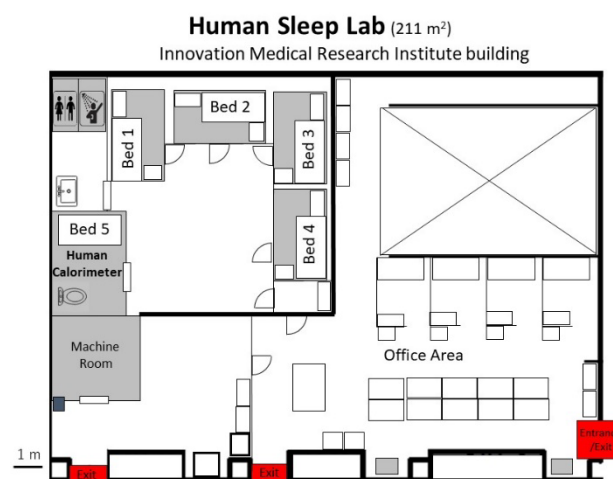 Human Sleep Lab (211 m²)
Innovation Medical Research Institute building
Bed 1
Bed 2
Bed 3
Bed 4
Bed 5
Human
Calorimeter
Machine
Room
Office Area
Entrance
/Exit
1 m
Exit
Exit